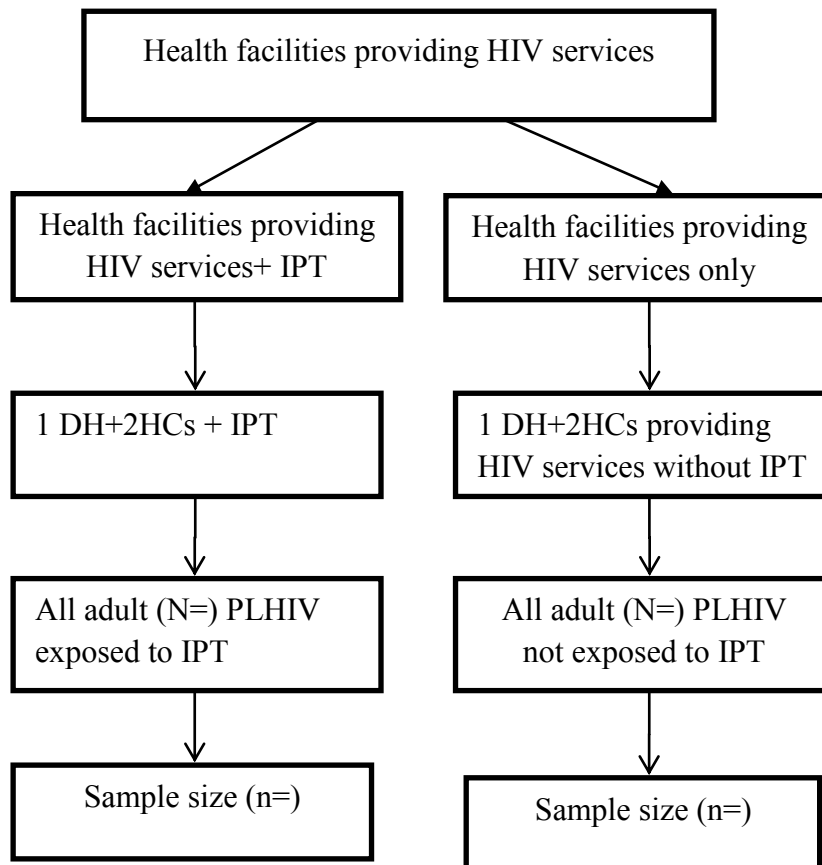 Health facilities providing HIV services
Health facilities providing
HIV services+ IPT
Health facilities providing
HIV services only
1 DH+2HCs + IPT
1 DH+2HCs providing
HIV services without IPT
All adult (N=) PLHIV
exposed to IPT
All adult (N=) PLHIV
not exposed to IPT
Sample size (n=)
Sample size (n=)